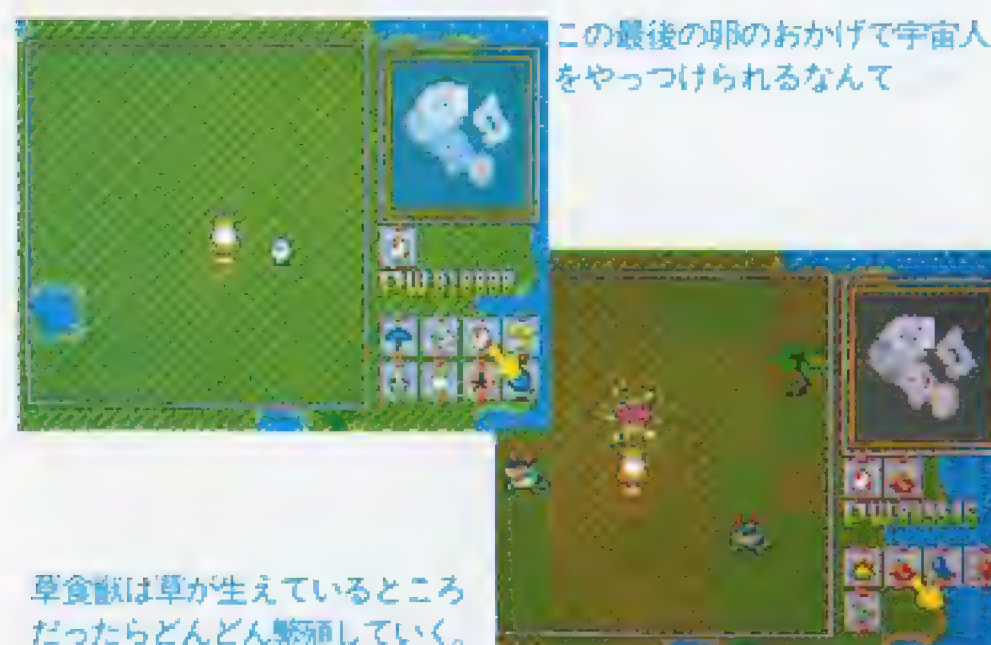 この最後の卵のおかげで宇宙人
をやっつけられるなんて
草食獣は草が生えているところ
だったらどんどん繁殖していく。